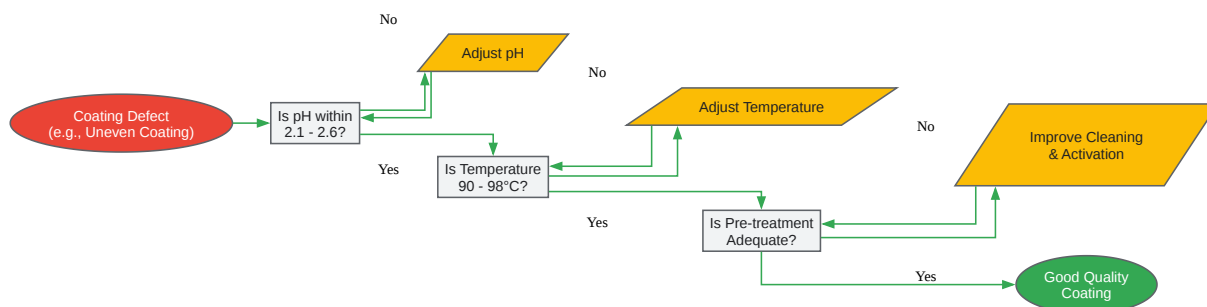 No
Adjust pH
No
Adjust Temperature
No
Improve Cleaning
& Activation
Coating Defect
(e.g., Uneven Coating)
Is pH within
2.1 - 2.6?
Yes
Is Temperature
90 - 98°C?
Yes
Is Pre-treatment
Adequate?
Yes
Good Quality
Coating